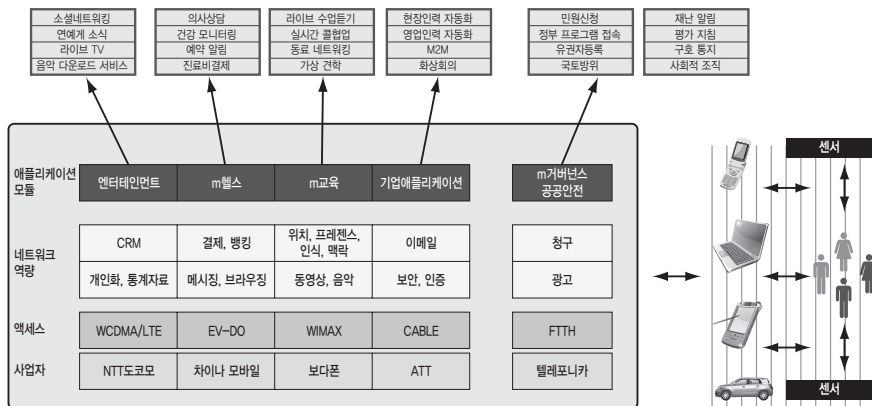 소셜네트워킹
연예게 소식
라이브 TV
음악 다운로드 서비스
의사상담
건강 모니터링
예약 알림
진료비결제
라이브 수업듣기
실시간 콜협업
동료 네트워킹
가상 견학
현장인력 자동화
영업인력 자동화
M2M
화상회의
민원신청
정부 프로그램 접속
유권자등록
국토방위
재난 알림
평가 지침
구호 통지
사회적 조직
애플리케이션
모듈
엔터테인먼트
m헬스
m교육
기업애플리케이션
m거버넌스
공공안전
네트워크
역량
CRM
결제, 뱅킹
위치, 프레젠스,
인식, 맥락
이메일
청구
개인화, 통계자료
메시징, 브라우징
동영상, 음악
보안, 인증
광고
액세스
WCDMA/LTE
EV-DO
WIMAX
CABLE
FTTH
사업자
NTT도코모
차이나 모바일
보다폰
ATT
텔레포니카
센서
센서